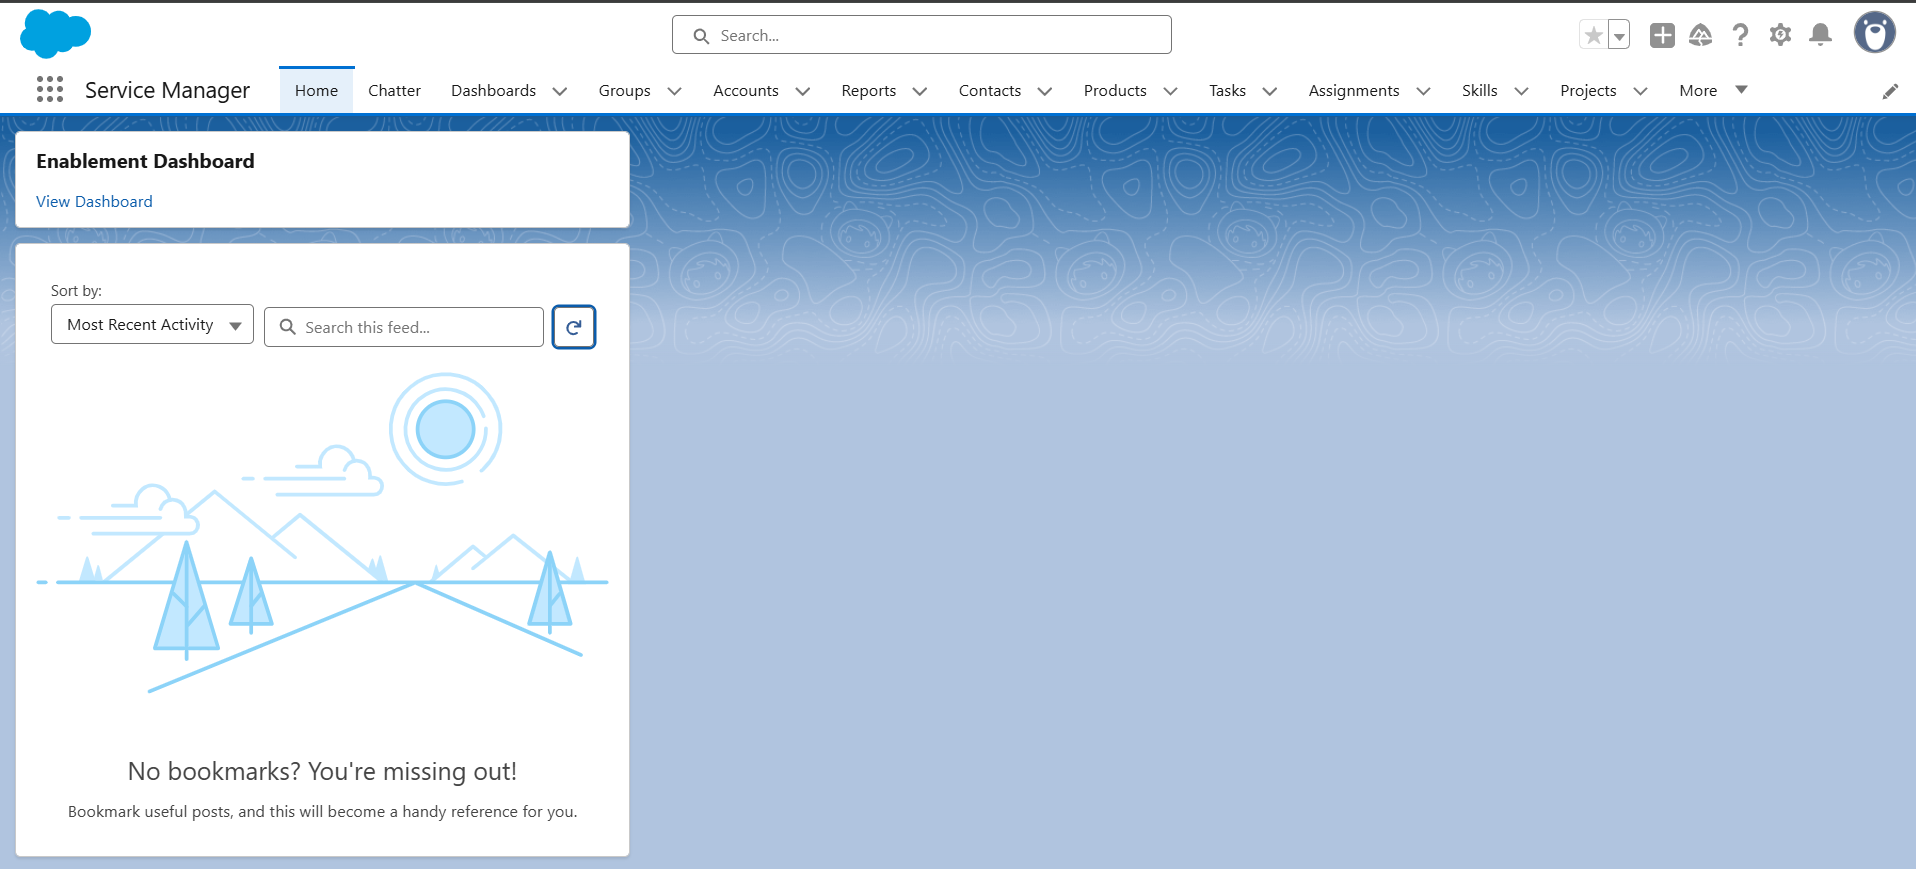 Search...
Service Manager
Home Chatter Dashboards Groups Accounts Reports Contacts Products Tasks Assignments Skills Projects More
Enablement Dashboard
View Dashboard
Sort by:
Most Recent Activity Search this feed...
No bookmarks? You're missing out!
Bookmark useful posts, and this will become a handy reference for you.